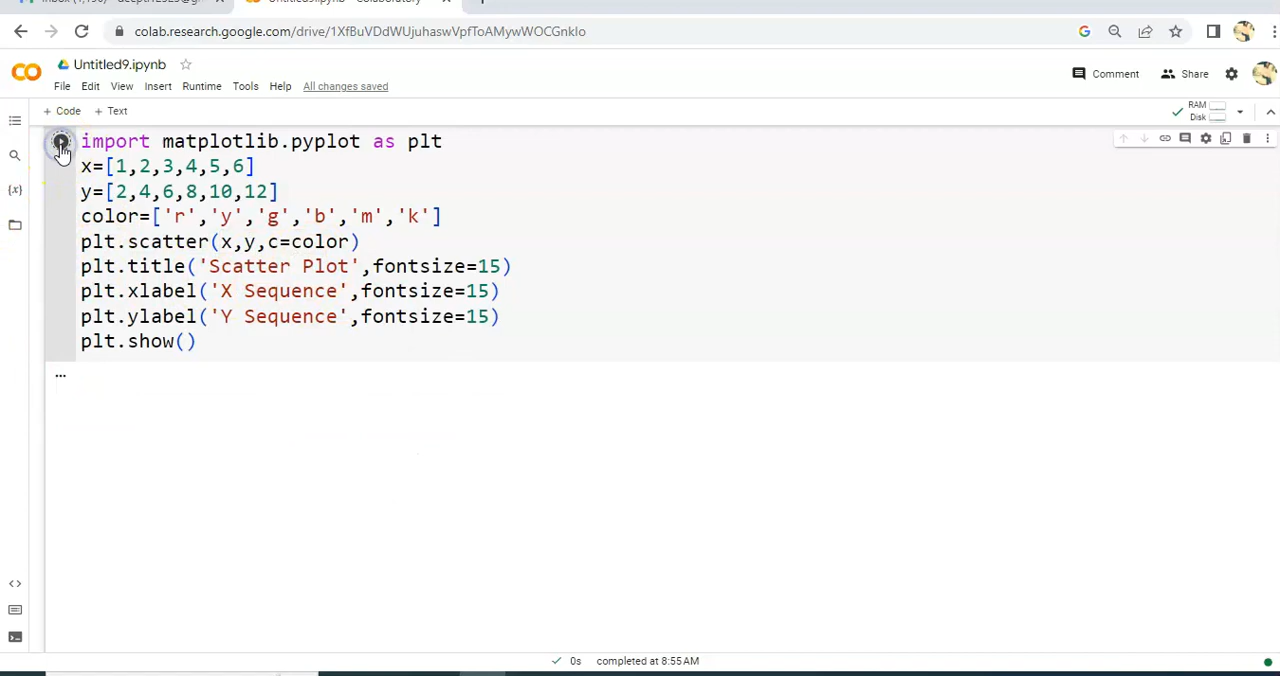 colab.research.google.com/drive/1XfBuVDdWUjuhaswVpfToAMywWOCGnkIo
CO
Untitled9.ipynb
Comment
Share
File Edit View Insert Runtime Tools Help All changes saved
+ Code + Text
RAM
Disk
import matplotlib.pyplot as plt
x=[1,2,3,4,5,6]
y=[2,4,6,8,10,12]
color=['r','y','g','b','m','k']
plt.scatter(x,y,c=color)
plt.title('Scatter Plot',fontsize=15)
plt.xlabel('X Sequence',fontsize=15)
plt.ylabel('Y Sequence',fontsize=15)
plt.show()
...
{x}
<>
0s completed at 8:55 AM